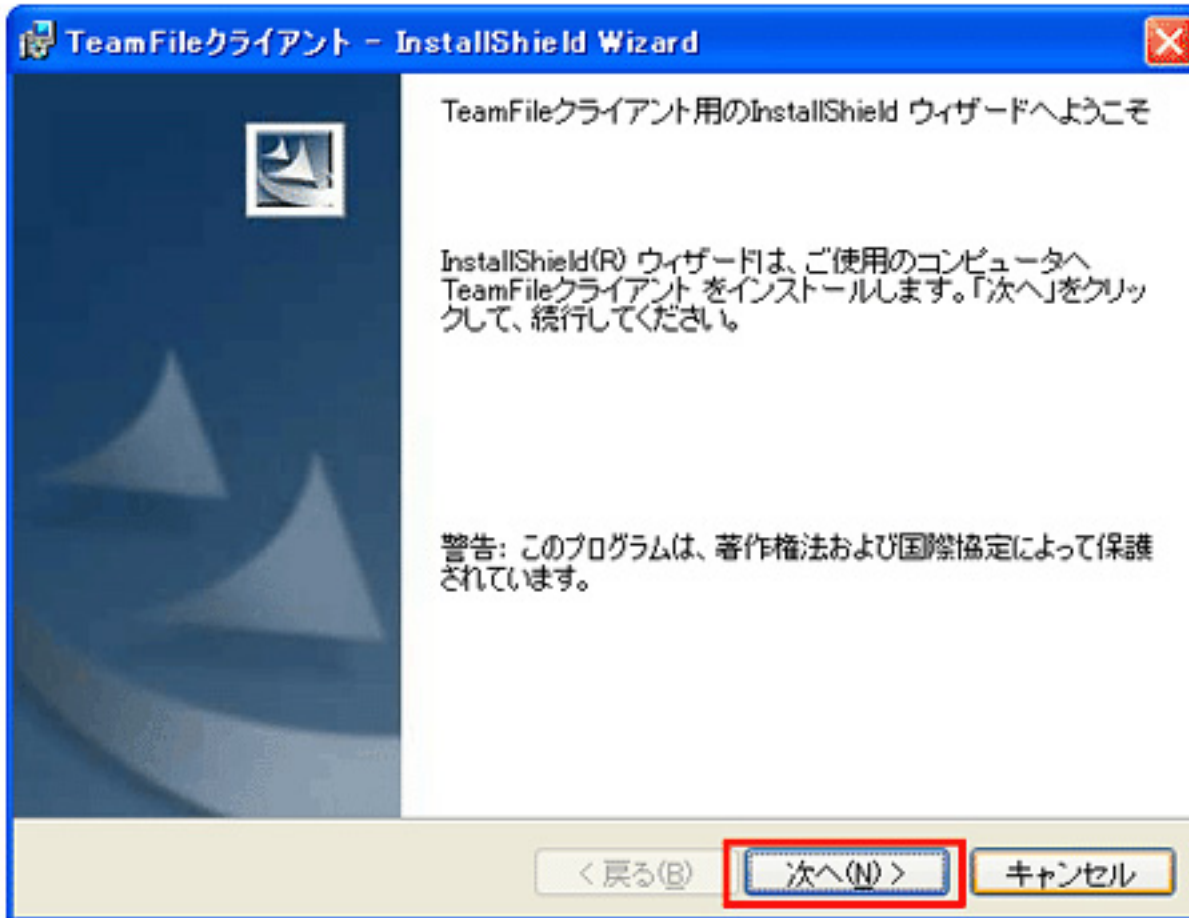 TeamFileクライアント - InstallShield Wizard
TeamFileクライアント用のInstallShield ウィザードへようこそ
InstallShield(R) ウィザードは、ご使用のコンピュータへ
TeamFileクライアント をインストールします。「次へ」をクリッ
クして、続行してください。
警告: このプログラムは、著作権法および国際協定によって保護
されています。
< 戻る(B) 次へ(N) > キャンセル